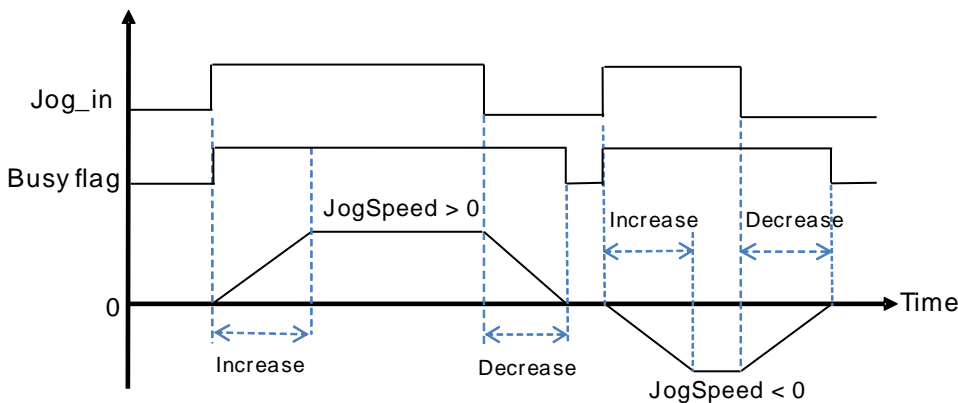 Jog_in
Busy flag
JogSpeed > 0
Increase
Decrease
0
Time
Increase
Decrease
JogSpeed < 0